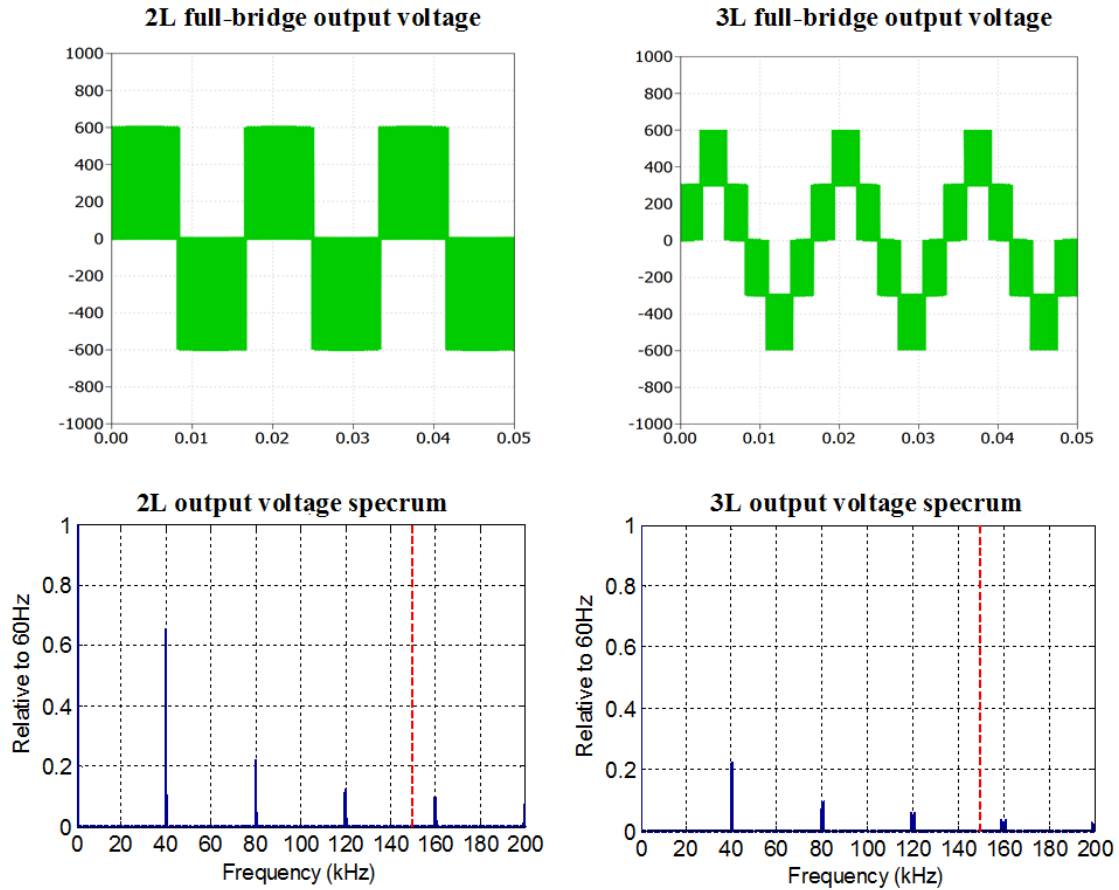 2L full-bridge output voltage
1000
800
600
400
200
0
-200
-400
-600
-800
-1000
0.00 0.01 0.02 0.03 0.04 0.05
3L full-bridge output voltage
1000
800
600
400
200
0
-200
-400
-600
-800
-1000
0.00 0.01 0.02 0.03 0.04 0.05
2L output voltage specrum
Relative to 60Hz
1
0.8
0.6
0.4
0.2
0
0 20 40 60 80 100 120 140 160 180 200
Frequency (kHz)
3L output voltage specrum
Relative to 60Hz
1
0.8
0.6
0.4
0.2
0
0 20 40 60 80 100 120 140 160 180 200
Frequency (kHz)